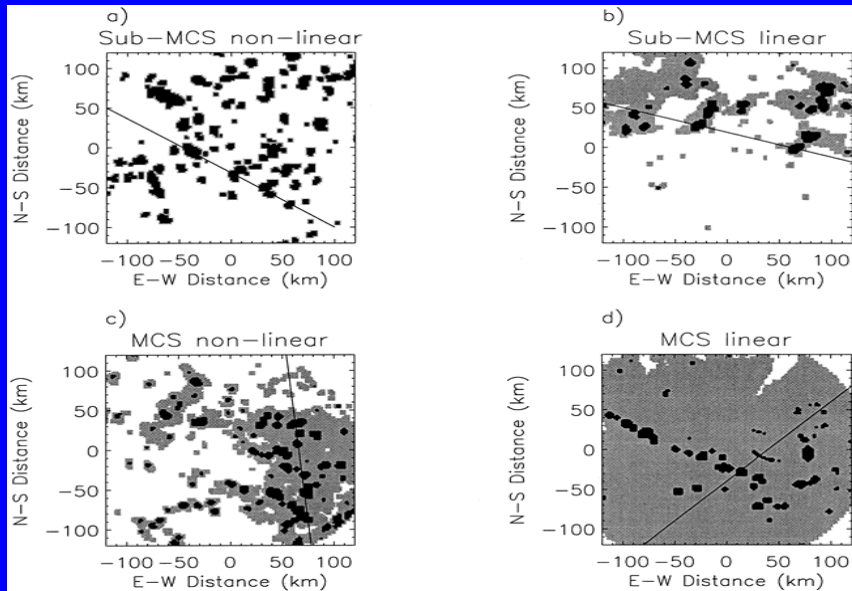 a)
Sub-MCS non-linear
N-S Distance (km)
100
50
0
-50
-100
-100 -50 0 50 100
E-W Distance (km)
b)
Sub-MCS linear
N-S Distance (km)
100
50
0
-50
-100
-100 -50 0 50 100
E-W Distance (km)
c)
MCS non-linear
N-S Distance (km)
100
50
0
-50
-100
-100 -50 0 50 100
E-W Distance (km)
d)
MCS linear
N-S Distance (km)
100
50
0
-50
-100
-100 -50 0 50 100
E-W Distance (km)